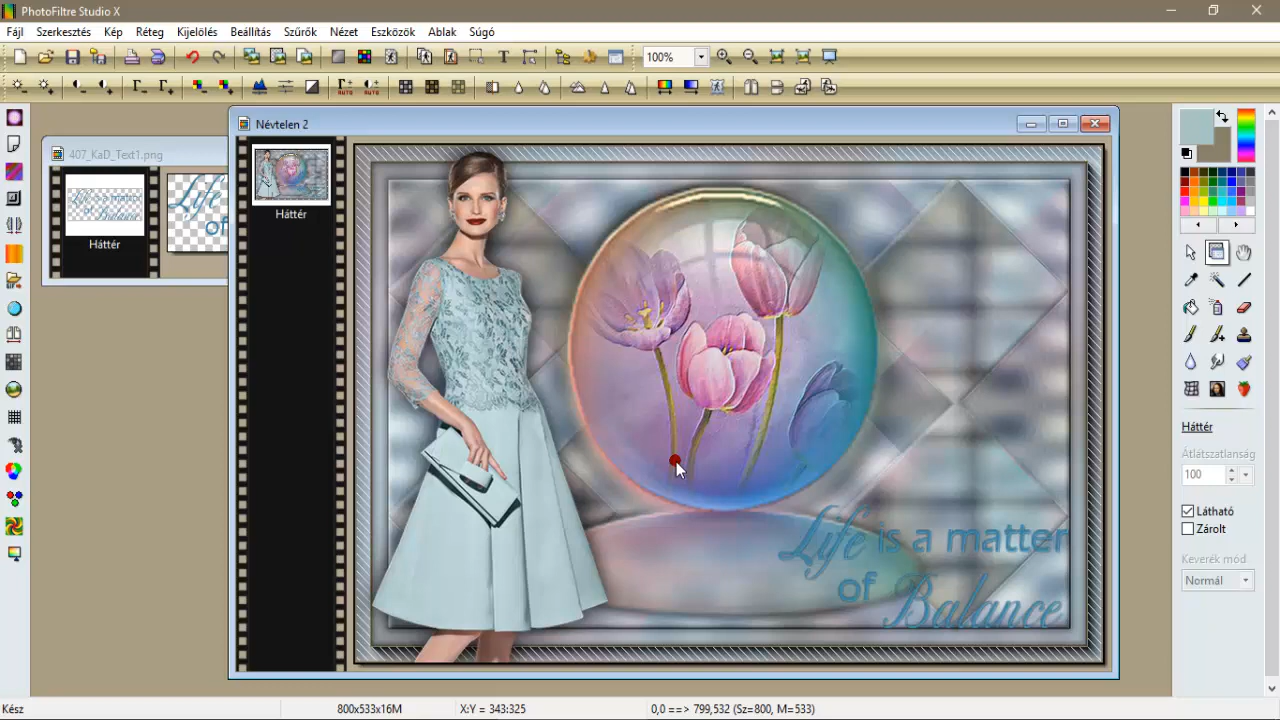 PhotoFiltre Studio X
Fájl Szerkesztés Kép Réteg Kijelölés Beállítás Szűrők Nézet Eszközök Ablak Súgó
100%
AUTO AUTO
Névtelen 2
407_KaD_Text1.png
Háttér
Háttér
Life is a matter
of Balance
Háttér
Átlátszatlanság
100
Látható
Zárolt
Keverék mód
Normál
Kész 800x533x16M X:Y = 343:325 0,0 ==> 799,532 (Sz=800, M=533)